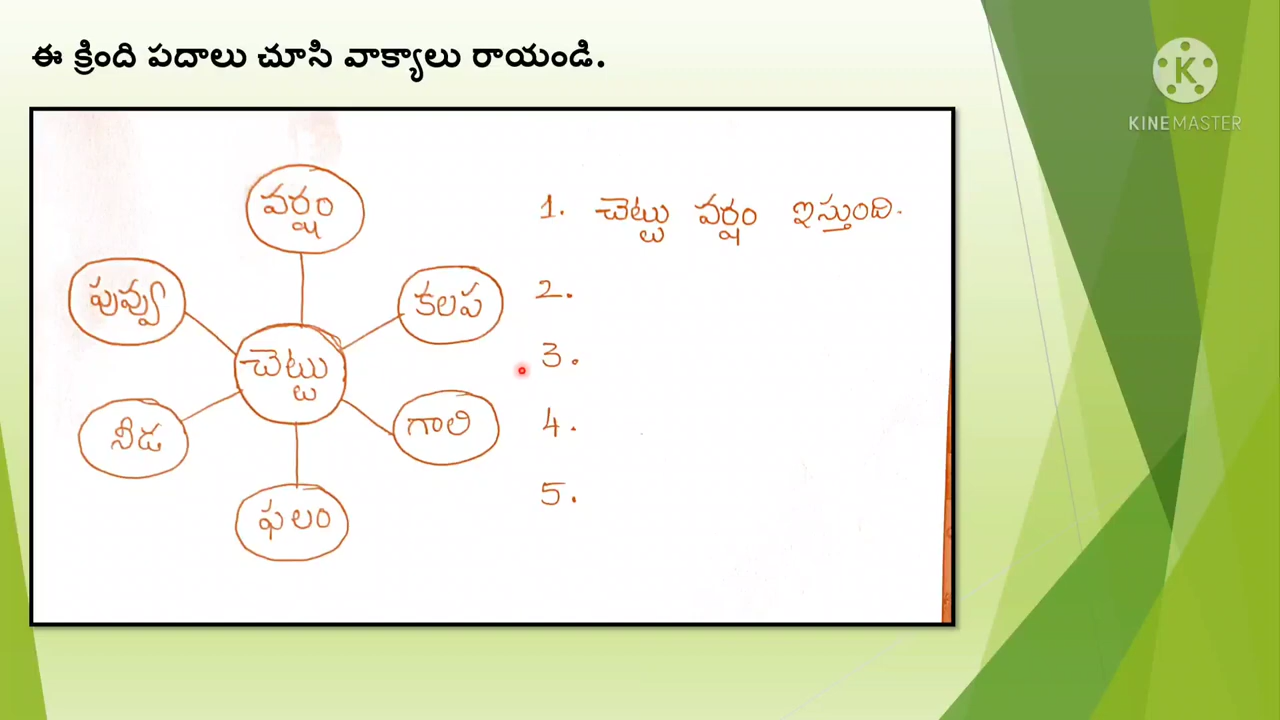 ఈ క్రింది పదాలు చూసి వాక్యాలు రాయండి.
KINEMASTER
వర్షం
పువ్వు
కలప
చెట్టు
నీడ
గాలి
ఫలం
1. చెట్టు వర్షం ఇస్తుంది.
2.
3.
4.
5.